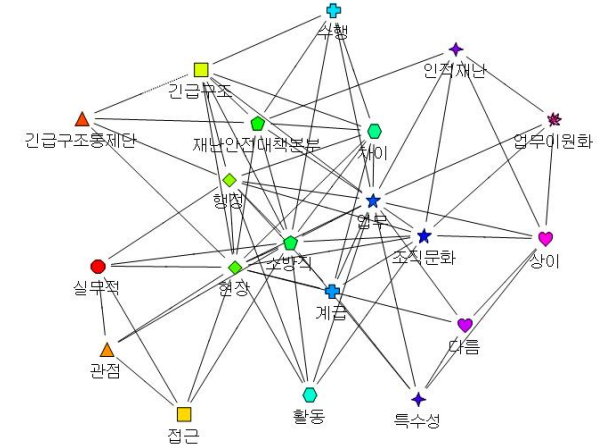 수행
인적재난
긴급구조
긴급구조통제단
재난안전대책본부
차이
업무이원화
행정
업무
소방직
조직문화
상이
실무적
현장
계급
다름
관점
활동
특수성
접근